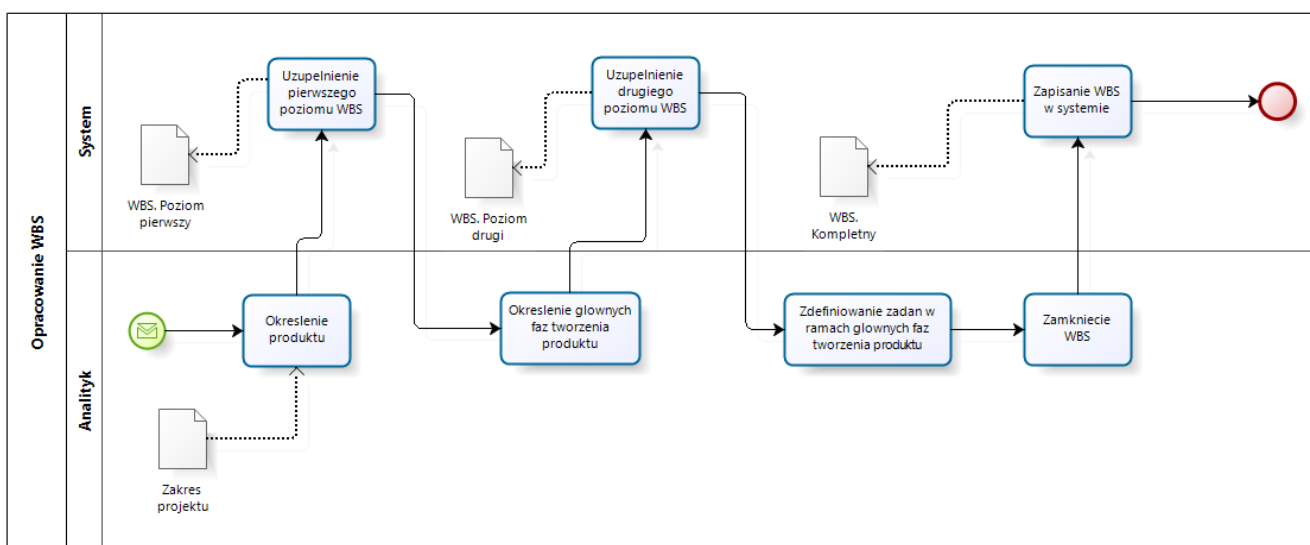 Opracowanie WBS
System
Uzupelnienie
pierwszego
poziomu WBS
WBS. Poziom
pierwszy
Uzupelnienie
drugiego
poziomu WBS
WBS. Poziom
drugi
Zapisanie WBS
w systemie
WBS.
Kompletny
Analityk
Okreslenie
produktu
Zakres
projektu
Okreslenie glownych
faz tworzenia
produktu
Zdefiniowanie zadan w
ramach glownych faz
tworzenia produktu
Zamkniecie
WBS